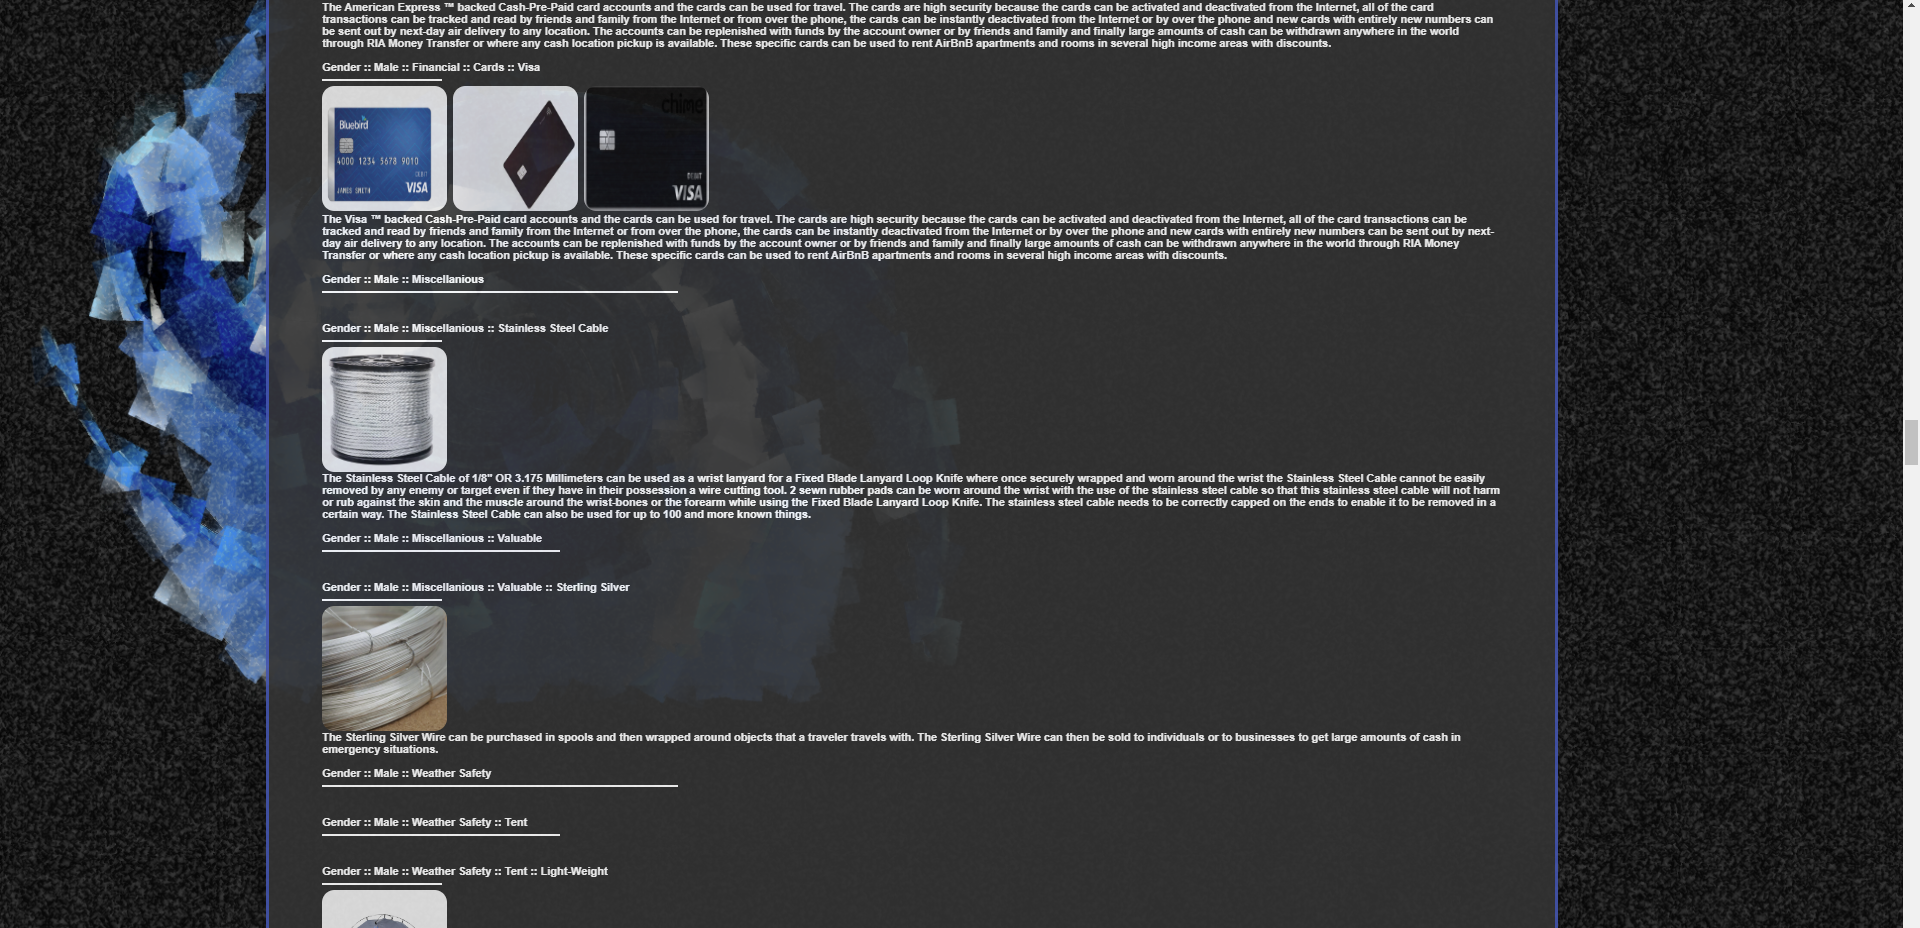 The American Express ™ backed Cash-Pre-Paid card accounts and the cards can be used for travel. The cards are high security because the cards can be activated and deactivated from the Internet, all of the card
transactions can be tracked and read by friends and family from the Internet or from over the phone, the cards can be instantly deactivated from the Internet or by over the phone and new cards with entirely new numbers can
be sent out by next-day air delivery to any location. The accounts can be replenished with funds by the account owner or by friends and family and finally large amounts of cash can be withdrawn anywhere in the world
through RIA Money Transfer or where any cash location pickup is available. These specific cards can be used to rent AirBnB apartments and rooms in several high income areas with discounts.
Gender :: Male :: Financial :: Cards :: Visa
Bluebird
4000 1234 5678 9010
DEBIT
JAMES SMITH
VISA
chime
DEBIT
VISA
The Visa ™ backed Cash-Pre-Paid card accounts and the cards can be used for travel. The cards are high security because the cards can be activated and deactivated from the Internet, all of the card transactions can be
tracked and read by friends and family from the Internet or from over the phone, the cards can be instantly deactivated from the Internet or by over the phone and new cards with entirely new numbers can be sent out by next-
day air delivery to any location. The accounts can be replenished with funds by the account owner or by friends and family and finally large amounts of cash can be withdrawn anywhere in the world through RIA Money
Transfer or where any cash location pickup is available. These specific cards can be used to rent AirBnB apartments and rooms in several high income areas with discounts.
Gender :: Male :: Miscellanious
Gender :: Male :: Miscellanious :: Stainless Steel Cable
The Stainless Steel Cable of 1/8" OR 3.175 Millimeters can be used as a wrist lanyard for a Fixed Blade Lanyard Loop Knife where once securely wrapped and worn around the wrist the Stainless Steel Cable cannot be easily
removed by any enemy or target even if they have in their possession a wire cutting tool. 2 sewn rubber pads can be worn around the wrist with the use of the stainless steel cable so that this stainless steel cable will not harm
or rub against the skin and the muscle around the wrist-bones or the forearm while using the Fixed Blade Lanyard Loop Knife. The stainless steel cable needs to be correctly capped on the ends to enable it to be removed in a
certain way. The Stainless Steel Cable can also be used for up to 100 and more known things.
Gender :: Male :: Miscellanious :: Valuable
Gender :: Male :: Miscellanious :: Valuable :: Sterling Silver
The Sterling Silver Wire can be purchased in spools and then wrapped around objects that a traveler travels with. The Sterling Silver Wire can then be sold to individuals or to businesses to get large amounts of cash in
emergency situations.
Gender :: Male :: Weather Safety
Gender :: Male :: Weather Safety :: Tent
Gender :: Male :: Weather Safety :: Tent :: Light-Weight